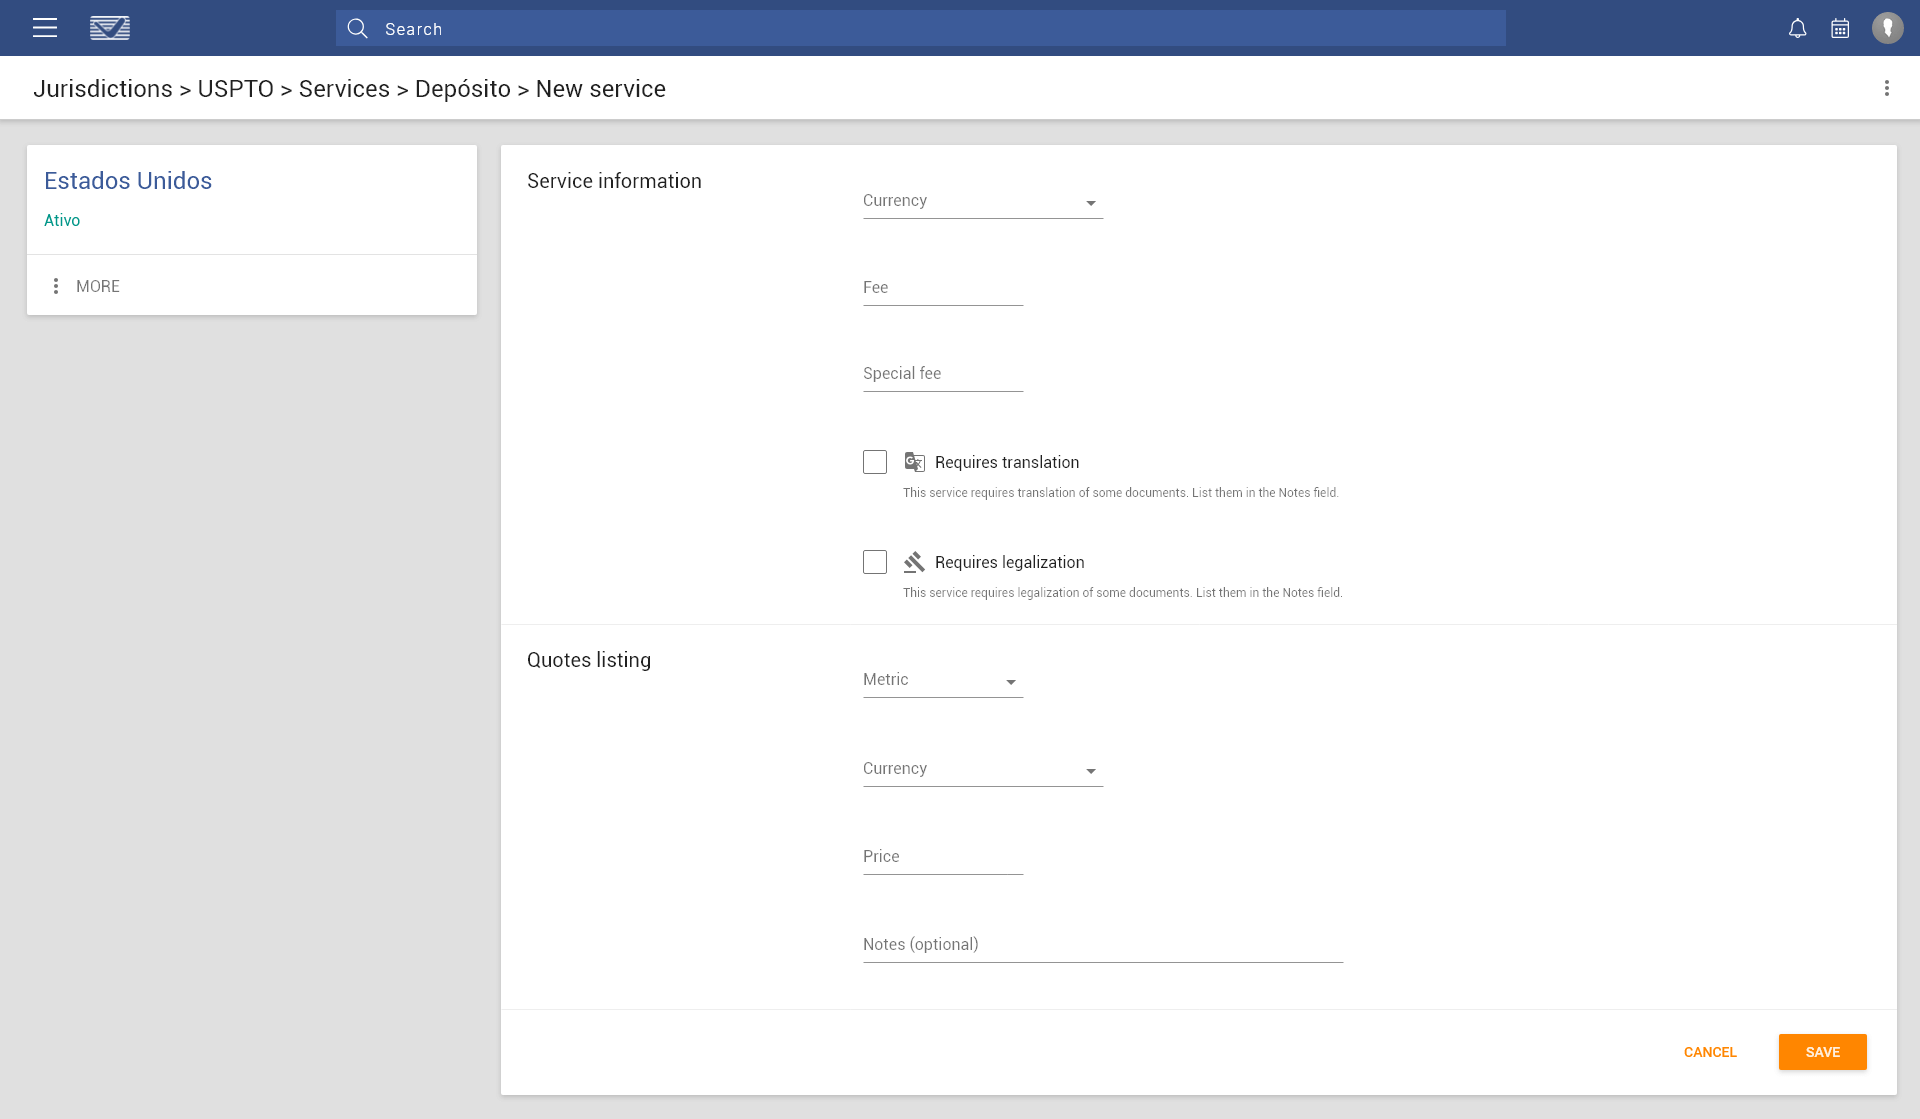 Search
Jurisdictions > USPTO > Services > Depósito > New service
Estados Unidos
Ativo
MORE
Service information
Currency
Fee
Special fee
Requires translation
This service requires translation of some documents. List them in the Notes field.
Requires legalization
This service requires legalization of some documents. List them in the Notes field.
Quotes listing
Metric
Currency
Price
Notes (optional)
CANCEL
SAVE